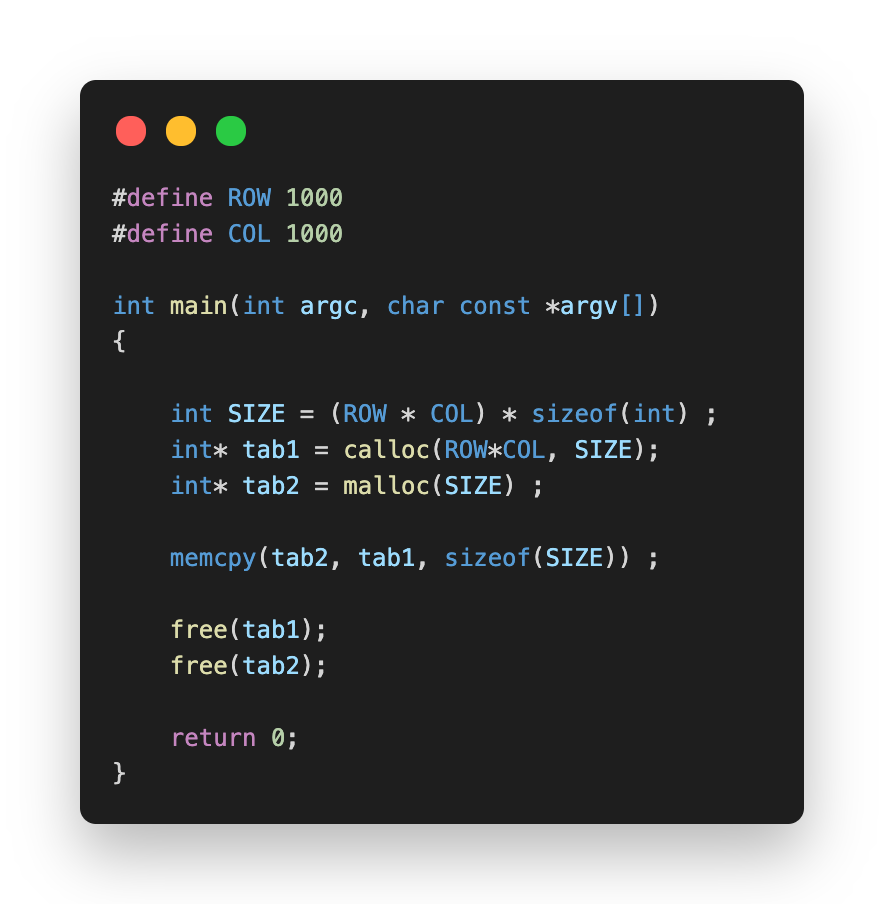 #define ROW 1000
#define COL 1000
int main(int argc, char const *argv[])
{
int SIZE = (ROW * COL) * sizeof(int) ;
int* tab1 = calloc(ROW*COL, SIZE);
int* tab2 = malloc(SIZE) ;
memcpy(tab2, tab1, sizeof(SIZE)) ;
free(tab1);
free(tab2);
return 0;
}